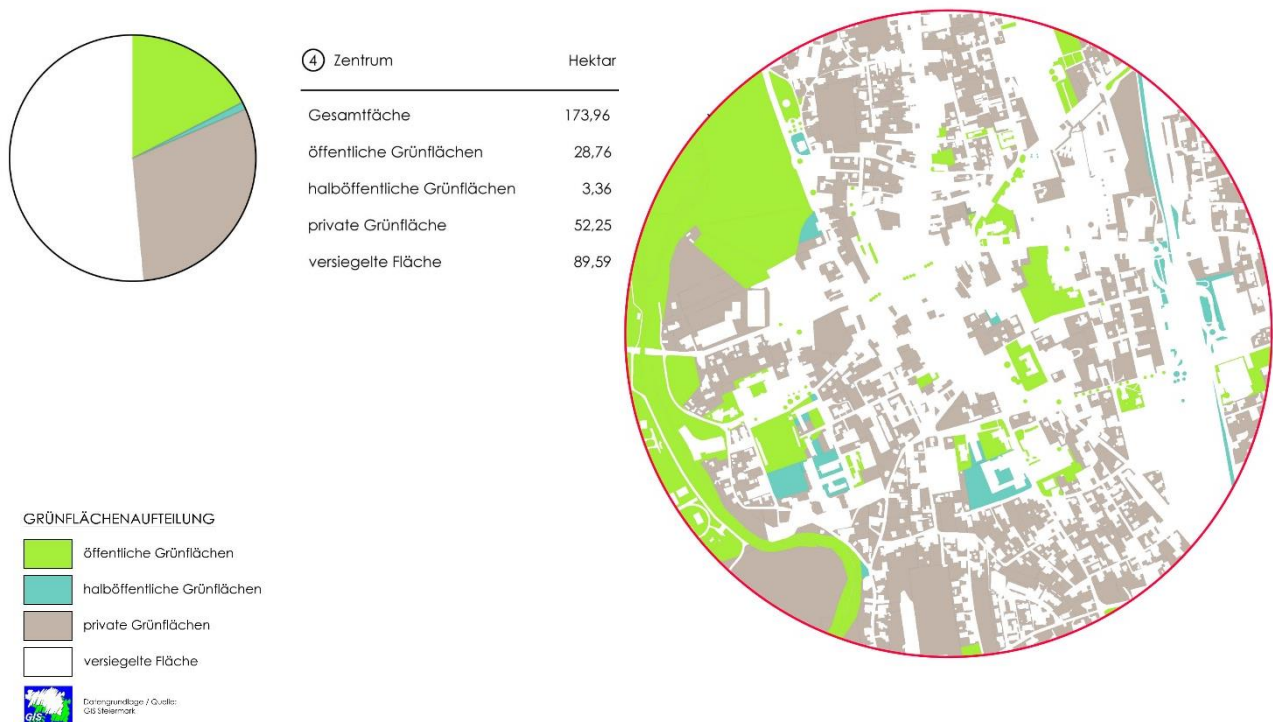 4 Zentrum Hektar
Gesamtfäche 173,96
öffentliche Grünflächen 28,76
halböffentliche Grünflächen 3,36
private Grünfläche 52,25
versiegelte Fläche 89,59
GRÜNFLÄCHENAUFTEILUNG
öffentliche Grünflächen
halböffentliche Grünflächen
private Grünflächen
versiegelte Fläche
GIS
Datengrundlage / Quelle:
GIS Steiermark